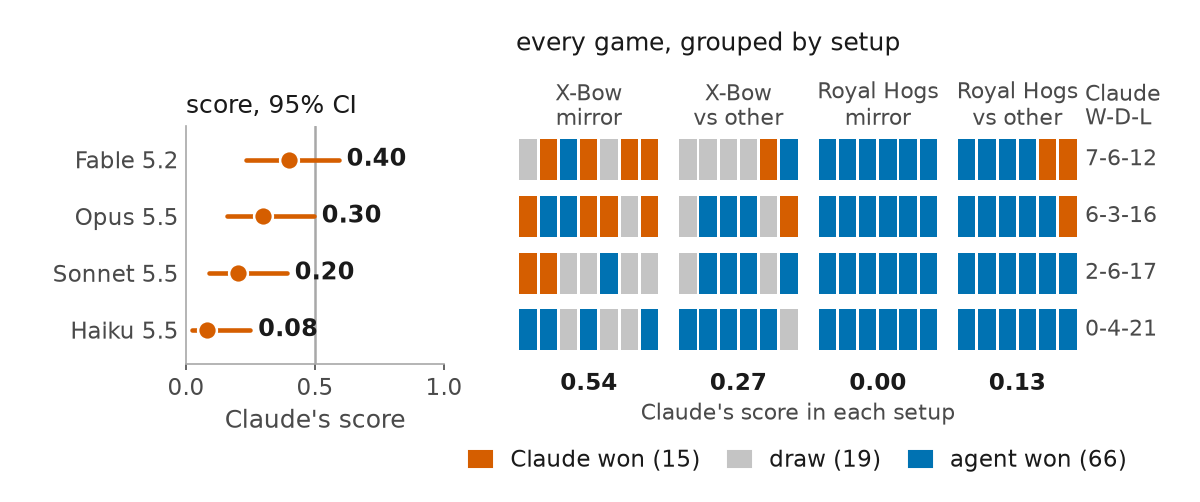 every game, grouped by setup
score, 95% CI
X-Bow
mirror
X-Bow
vs other
Royal Hogs
mirror
Royal Hogs
vs other
Claude
W-D-L
Fable 5.2
0.40
7-6-12
Opus 5.5
0.30
6-3-16
Sonnet 5.5
0.20
2-6-17
Haiku 5.5
0.08
0-4-21
0.0
0.5
1.0
Claude's score
0.54
0.27
0.00
0.13
Claude's score in each setup
Claude won (15)
draw (19)
agent won (66)